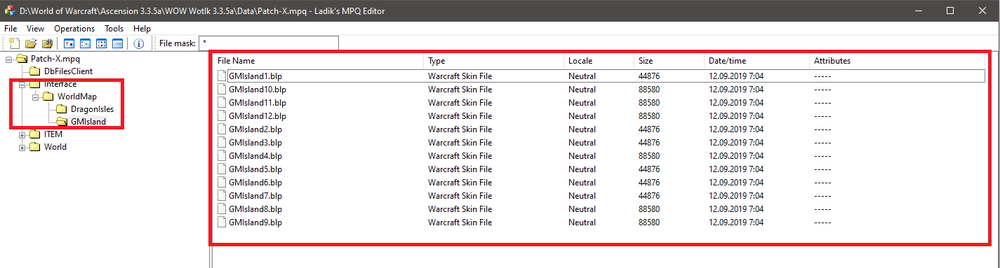 D:\World of Warcraft\Ascension 3.3.5a\WOW Wotlk 3.3.5a\Data\Patch-X.mpq - Ladik's MPQ Editor
File View Operations Tools Help
File mask: *
Patch-X.mpq
DbFilesClient
Interface
WorldMap
DragonIsles
GMIsland
ITEM
World
File Name Type Locale Size Date/time Attributes
GMIsland1.blp Warcraft Skin File Neutral 44876 12.09.2019 7:04 -----
GMIsland10.blp Warcraft Skin File Neutral 88580 12.09.2019 7:04 -----
GMIsland11.blp Warcraft Skin File Neutral 88580 12.09.2019 7:04 -----
GMIsland12.blp Warcraft Skin File Neutral 88580 12.09.2019 7:04 -----
GMIsland2.blp Warcraft Skin File Neutral 44876 12.09.2019 7:04 -----
GMIsland3.blp Warcraft Skin File Neutral 44876 12.09.2019 7:04 -----
GMIsland4.blp Warcraft Skin File Neutral 88580 12.09.2019 7:04 -----
GMIsland5.blp Warcraft Skin File Neutral 44876 12.09.2019 7:04 -----
GMIsland6.blp Warcraft Skin File Neutral 44876 12.09.2019 7:04 -----
GMIsland7.blp Warcraft Skin File Neutral 44876 12.09.2019 7:04 -----
GMIsland8.blp Warcraft Skin File Neutral 88580 12.09.2019 7:04 -----
GMIsland9.blp Warcraft Skin File Neutral 88580 12.09.2019 7:04 -----